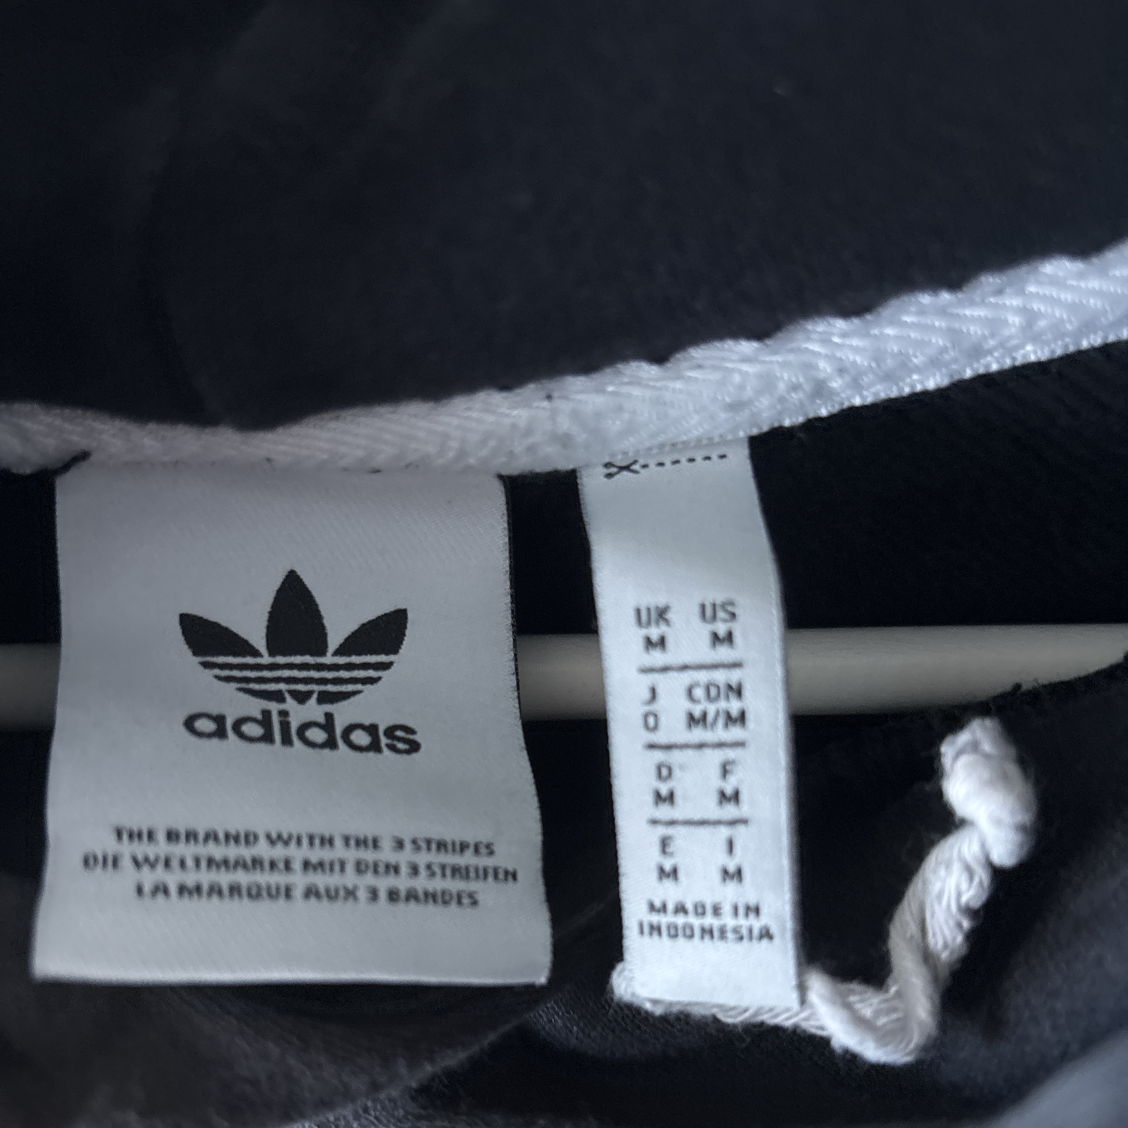 adidas
THE BRAND WITH THE 3 STRIPES
DIE WELTMARKE MIT DEN 3 STREIFEN
LA MARQUE AUX 3 BANDES
UK US
M M
J CDN
O M/M
D F
M M
E I
M M
MADE IN
INDONESIA